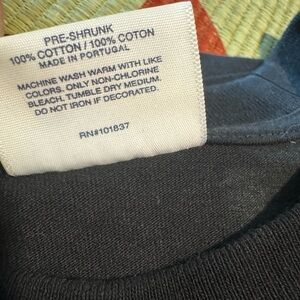 PRE-SHRUNK
100% COTTON / 100% COTON
MADE IN PORTUGAL
MACHINE WASH WARM WITH LIKE
COLORS. ONLY NON-CHLORINE
BLEACH. TUMBLE DRY MEDIUM.
DO NOT IRON IF DECORATED.
RN#101837